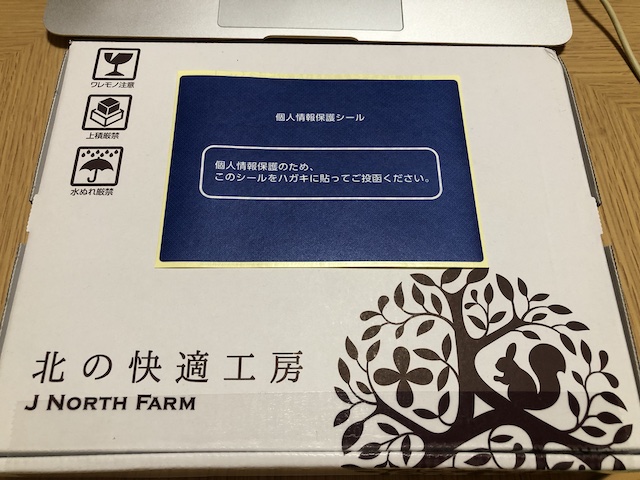 ワレモノ注意
上積厳禁
水ぬれ厳禁
個人情報保護シール
個人情報保護のため、
このシールをハガキに貼ってご投函ください。
北の快適工房
J NORTH FARM